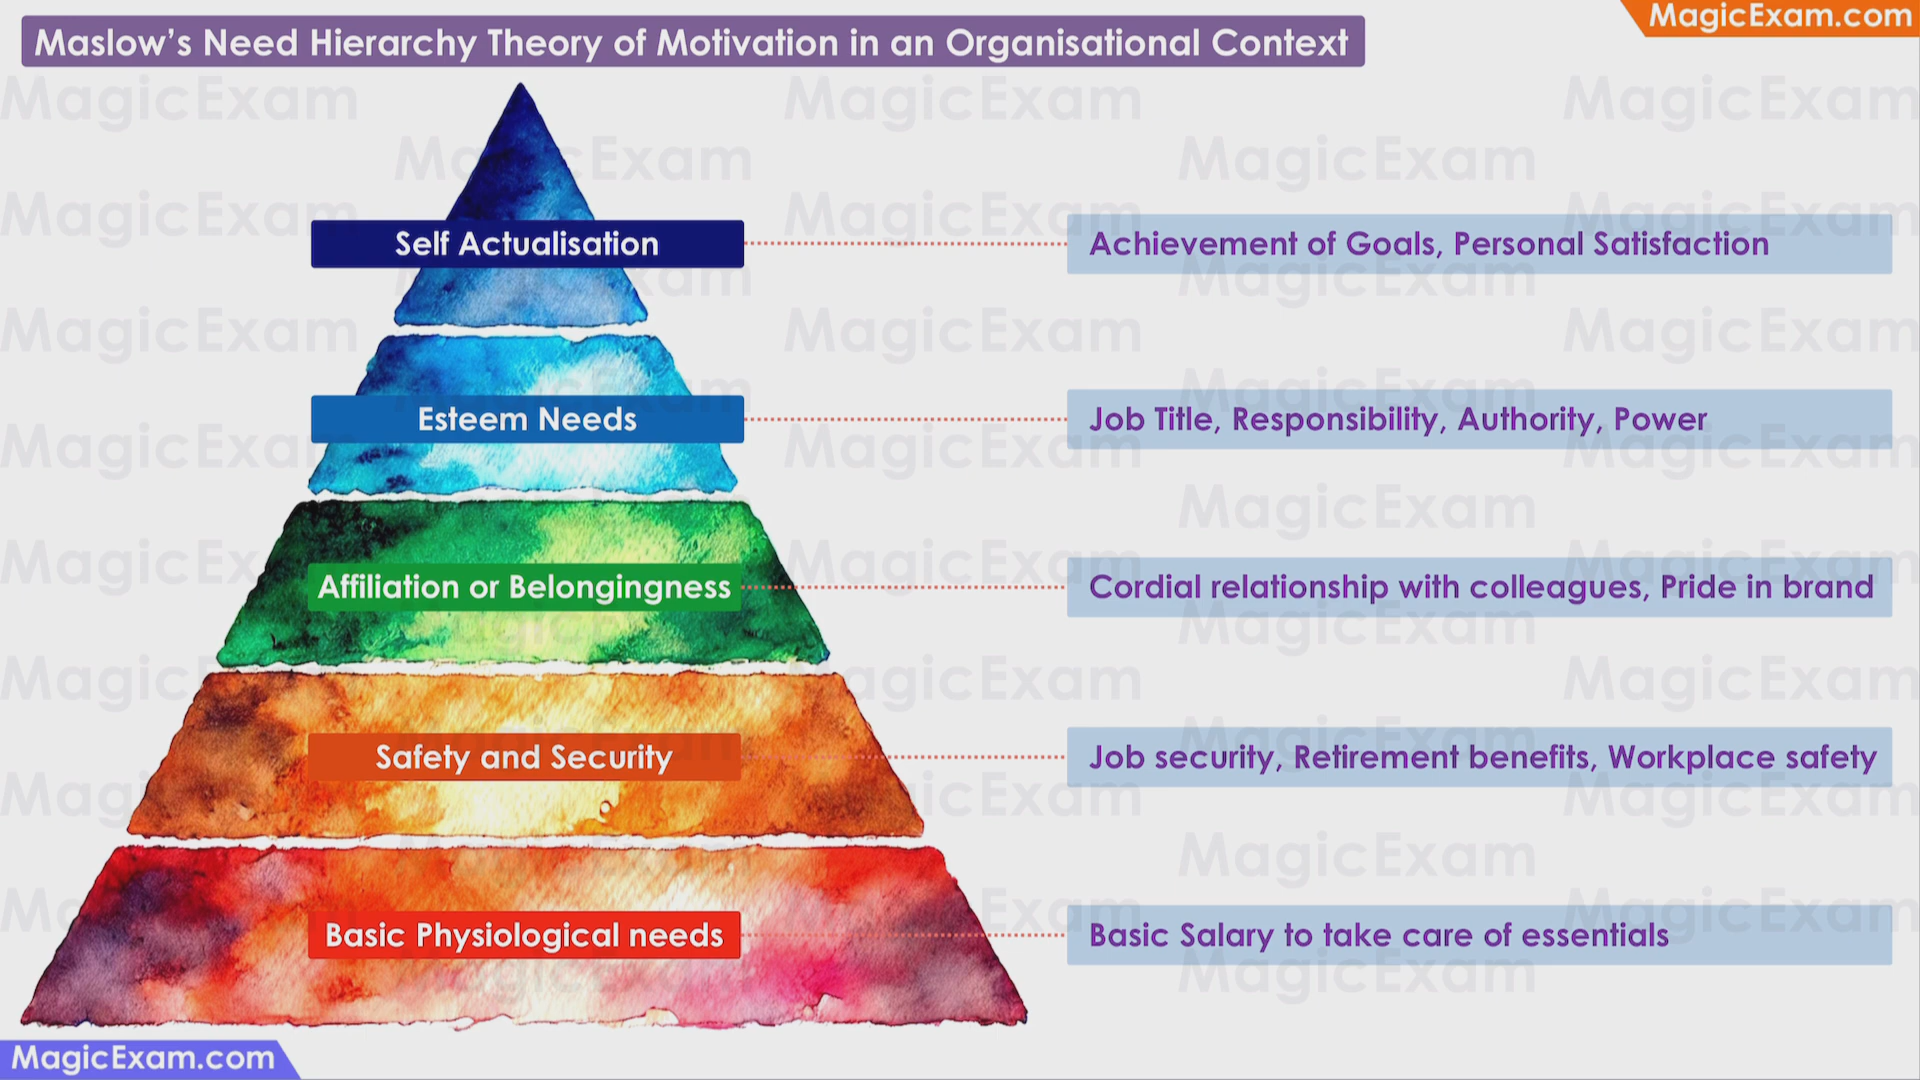 Maslow's Need Hierarchy Theory of Motivation in an Organisational Context
MagicExam.com
Self Actualisation
Achievement of Goals, Personal Satisfaction
Esteem Needs
Job Title, Responsibility, Authority, Power
Affiliation or Belongingness
Cordial relationship with colleagues, Pride in brand
Safety and Security
Job security, Retirement benefits, Workplace safety
Basic Physiological needs
Basic Salary to take care of essentials
MagicExam.com
MagicExam